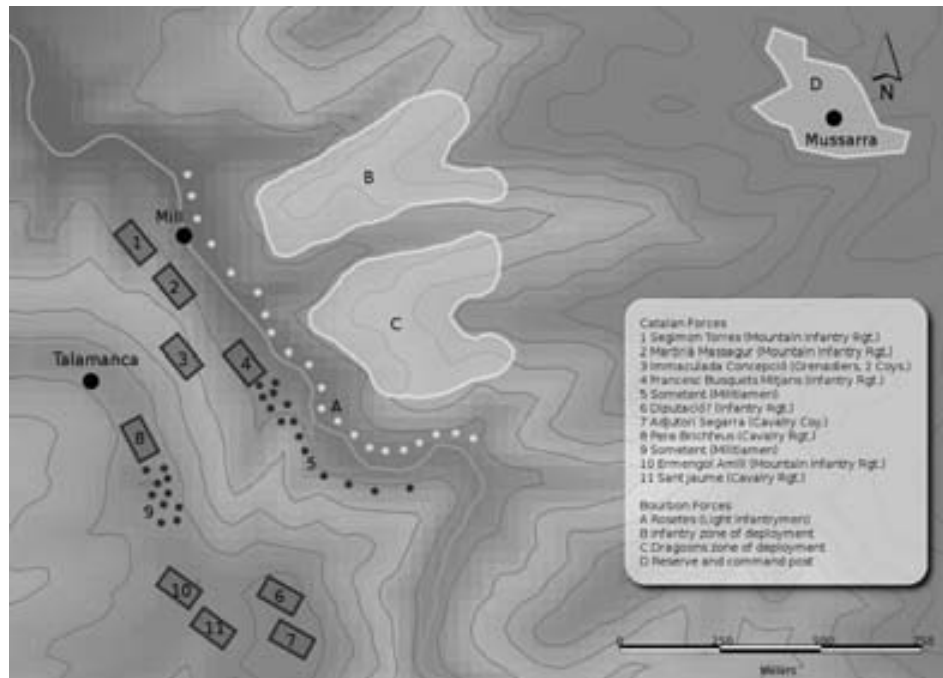 D
N
Mussarra
B
Mill
1
2
C
Talamanca
3
4
A
8
5
9
10
6
11
7
Catalan Forces
1 Segimon Torres (Mountain Infantry Rgt.)
2 Martirià Massagur (Mountain Infantry Rgt.)
3 Immaculada Concepció (Grenadiers, 2 Coys.)
4 Francesc Busquets Mitjans (Infantry Rgt.)
5 Sometent (Militiamen)
6 Diputació? (Infantry Rgt.)
7 Adjutori Segarra (Cavalry Coy.)
8 Pera Brichfeus (Cavalry Rgt.)
9 Sometent (Militiamen)
10 Ermengol Amill (Mountain Infantry Rgt.)
11 Sant Jaume (Cavalry Rgt.)
Bourbon Forces
A Rosetes (Light Infantrymen)
B Infantry zone of deployment
C Dragoons zone of deployment
D Reserve and command post
0 250 500 250
Meters